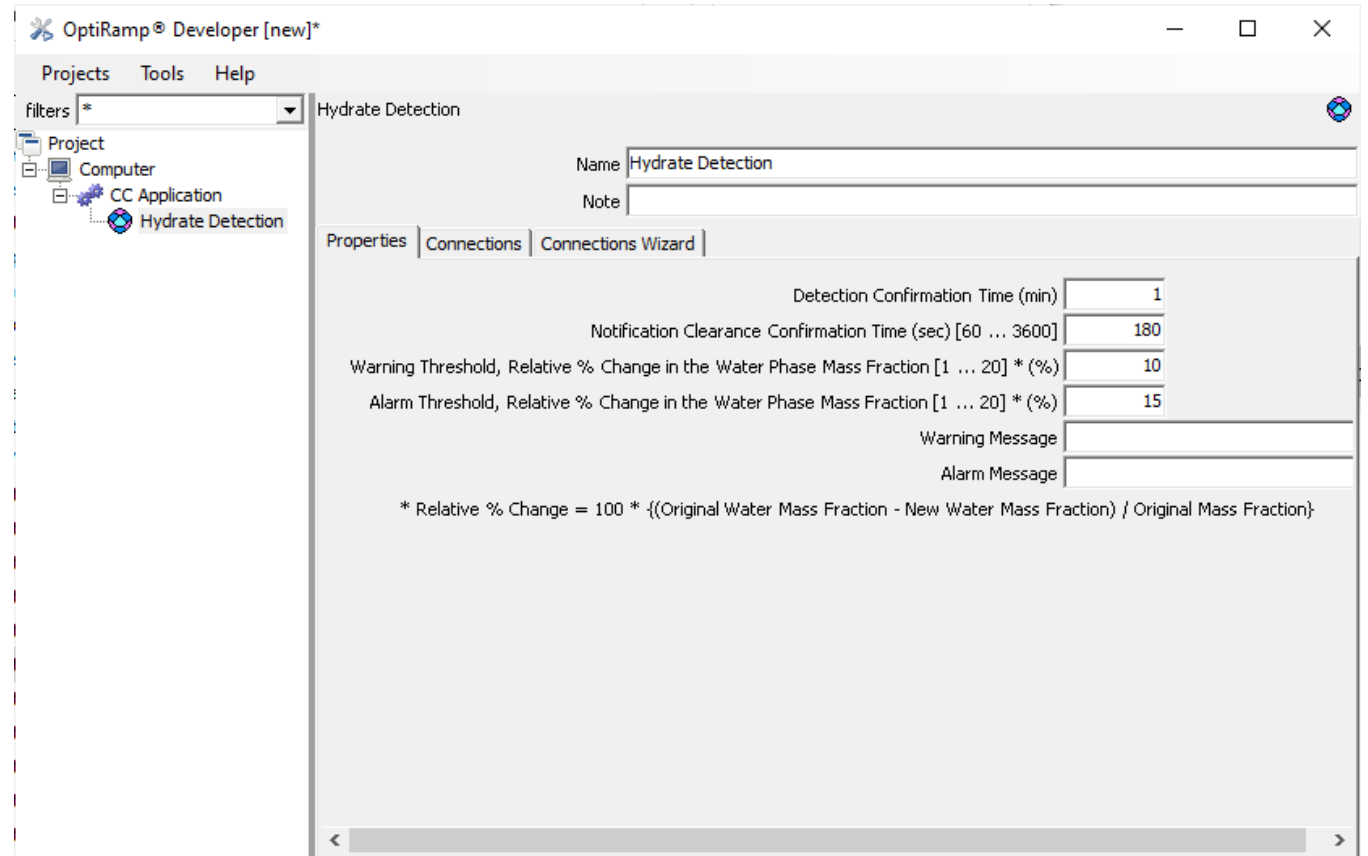 OptiRamp® Developer [new]*
Projects Tools Help
filters *
Project
Computer
CC Application
Hydrate Detection
Hydrate Detection
Name Hydrate Detection
Note
Properties Connections Connections Wizard
Detection Confirmation Time (min) 1
Notification Clearance Confirmation Time (sec) [60 ... 3600] 180
Warning Threshold, Relative % Change in the Water Phase Mass Fraction [1 ... 20] * (%) 10
Alarm Threshold, Relative % Change in the Water Phase Mass Fraction [1 ... 20] * (%) 15
Warning Message
Alarm Message
* Relative % Change = 100 * {(Original Water Mass Fraction - New Water Mass Fraction) / Original Mass Fraction}